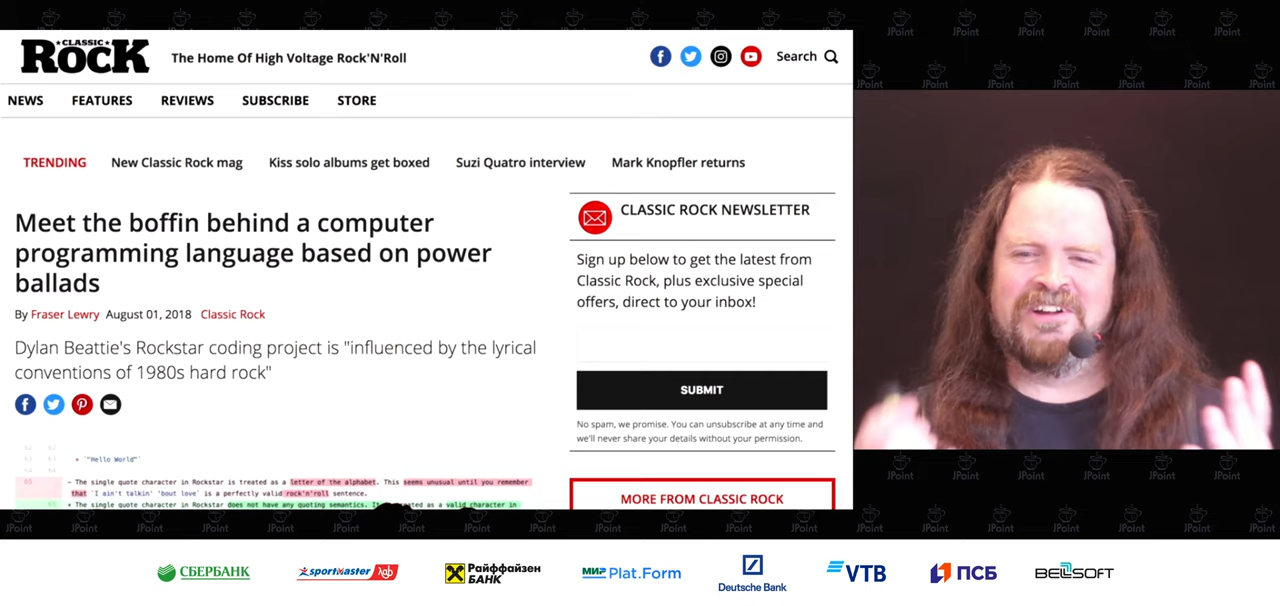 CLASSIC
ROCK
The Home Of High Voltage Rock'N'Roll
Search
NEWS
FEATURES
REVIEWS
SUBSCRIBE
STORE
TRENDING
New Classic Rock mag
Kiss solo albums get boxed
Suzi Quatro interview
Mark Knopfler returns
Meet the boffin behind a computer
programming language based on power
ballads
By Fraser Lewry August 01, 2018 Classic Rock
Dylan Beattie's Rockstar coding project is "influenced by the lyrical
conventions of 1980s hard rock"
"Hello World"
- The single quote character in Rockstar is treated as a letter of the alphabet. This seems unusual until you remember
that 'I ain't talkin' 'bout love' is a perfectly valid rock'n'roll sentence.
+ The single quote character in Rockstar does not have any quoting semantics.
valid character in
CLASSIC ROCK NEWSLETTER
Sign up below to get the latest from
Classic Rock, plus exclusive special
offers, direct to your inbox!
SUBMIT
No spam, we promise. You can unsubscribe at any time and
we'll never share your details without your permission.
MORE FROM CLASSIC ROCK
JPoint
СБЕРБАНК
sportmaster lab
Райффайзен
БАНК
МИР Plat.Form
Deutsche Bank
VTB
ПСБ
BELLSOFT